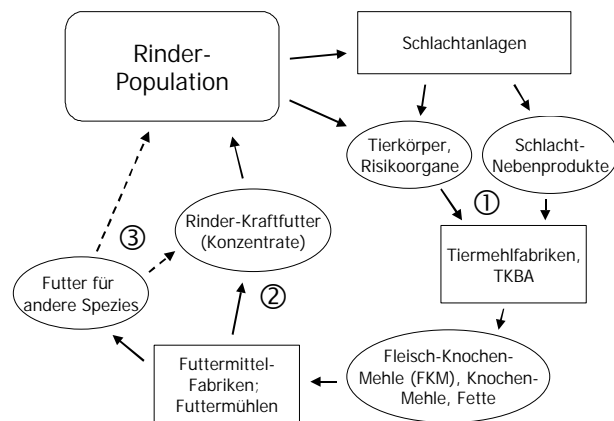 Rinder-
Population
Schlachtanlagen
Tierkörper,
Risikoorgane
Schlacht-
Nebenprodukte
①
Tiermehlfabriken,
TKBA
Rinder-Kraftfutter
(Konzentrate)
③
Futter für
andere Spezies
②
Futtermittel-
Fabriken;
Futtermühlen
Fleisch-Knochen-
Mehle (FKM), Knochen-
Mehle, Fette